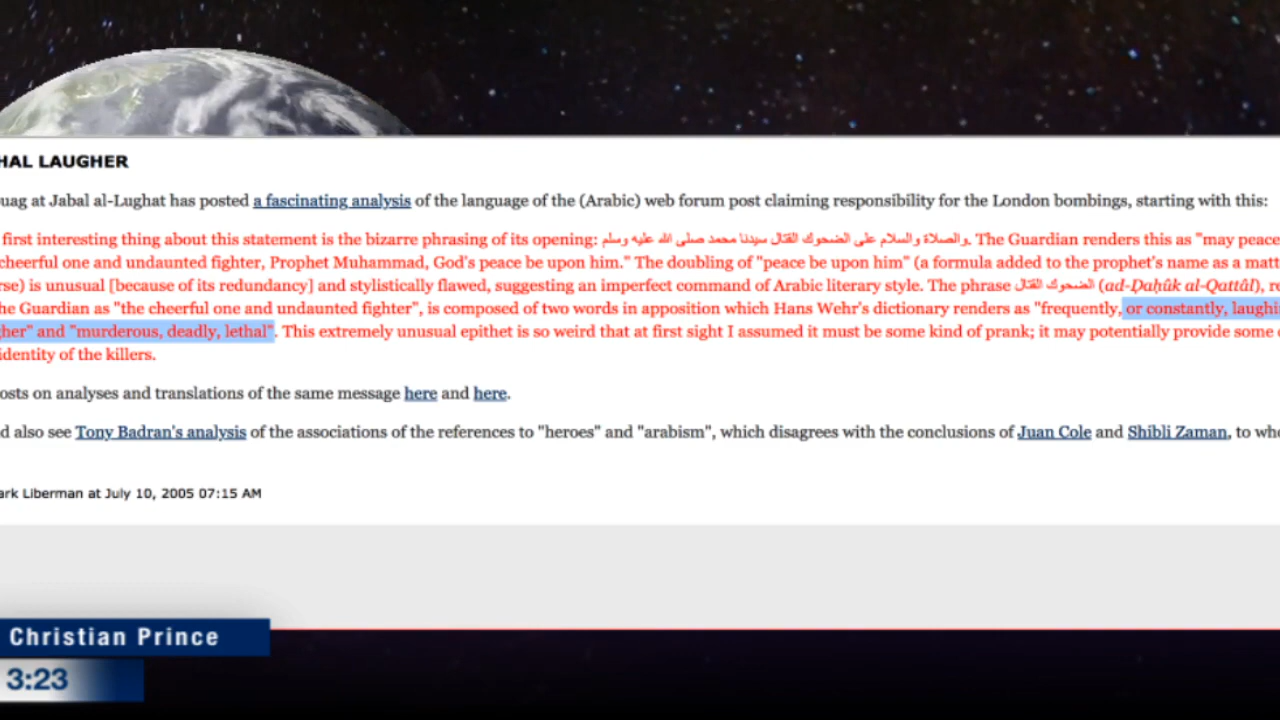 HAL LAUGHER
uag at Jabal al-Lughat has posted a fascinating analysis of the language of the (Arabic) web forum post claiming responsibility for the London bombings, starting with this:
first interesting thing about this statement is the bizarre phrasing of its opening: والصلاة والسلام على الضحوك القتال سيدنا محمد صلى الله عليه وسلم. The Guardian renders this as "may peace
cheerful one and undaunted fighter, Prophet Muhammad, God's peace be upon him." The doubling of "peace be upon him" (a formula added to the prophet's name as a matt
rse) is unusual [because of its redundancy] and stylistically flawed, suggesting an imperfect command of Arabic literary style. The phrase الضحوك القتال (ad-Ḍaḥûk al-Qattâl), re
he Guardian as "the cheerful one and undaunted fighter", is composed of two words in apposition which Hans Wehr's dictionary renders as "frequently, or constantly, laughi
gher" and "murderous, deadly, lethal". This extremely unusual epithet is so weird that at first sight I assumed it must be some kind of prank; it may potentially provide some
identity of the killers.
osts on analyses and translations of the same message here and here.
d also see Tony Badran's analysis of the associations of the references to "heroes" and "arabism", which disagrees with the conclusions of Juan Cole and Shibli Zaman, to who
ark Liberman at July 10, 2005 07:15 AM
Christian Prince
3:23